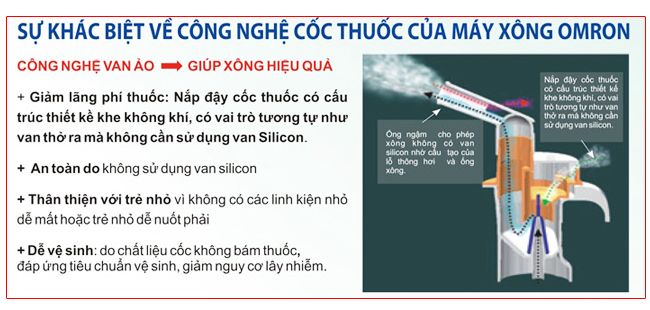 SỰ KHÁC BIỆT VỀ CÔNG NGHỆ CỐC THUỐC CỦA MÁY XÔNG OMRON
CÔNG NGHỆ VAN ẢO GIÚP XÔNG HIỆU QUẢ
+ Giảm lãng phí thuốc: Nắp đậy cốc thuốc có cấu
trúc thiết kế khe không khí, có vai trò tương tự như
van thở ra mà không cần sử dụng van Silicon.
+ An toàn do không sử dụng van silicon
+ Thân thiện với trẻ nhỏ vì không có các linh kiện nhỏ
dễ mất hoặc trẻ nhỏ dễ nuốt phải
+ Dễ vệ sinh: do chất liệu cốc không bám thuốc,
đáp ứng tiêu chuẩn vệ sinh, giảm nguy cơ lây nhiễm.
Nắp đậy cốc thuốc
có cấu trúc thiết kế
khe không khí, có vai
trò tương tự như van
thở ra mà không cần
sử dụng van silicon.
Ống ngậm cho phép
xông không có van
silicon nhờ cấu tạo của
lỗ thông hơi và ống
xông.